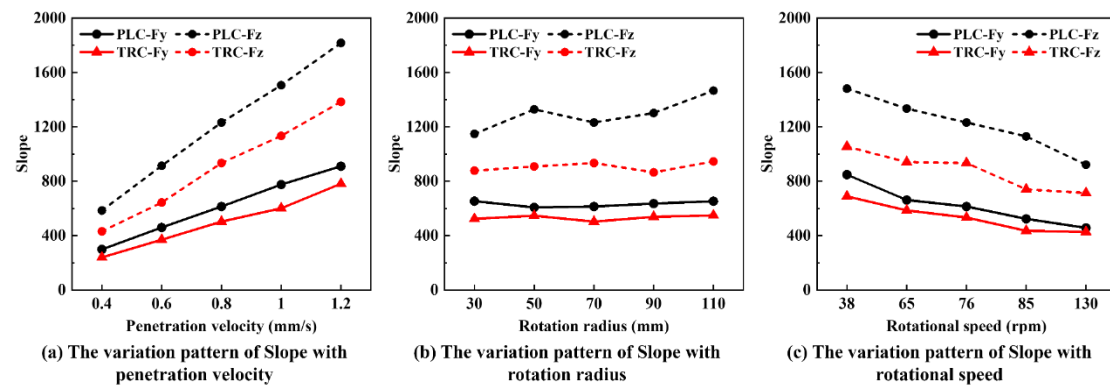 2000
1600
1200
800
400
0
Slope
PLC-Fy PLC-Fz
TRC-Fy TRC-Fz
0.4 0.6 0.8 1 1.2
Penetration velocity (mm/s)
(a) The variation pattern of Slope with
penetration velocity
2000
1600
1200
800
400
0
Slope
PLC-Fy PLC-Fz
TRC-Fy TRC-Fz
30 50 70 90 110
Rotation radius (mm)
(b) The variation pattern of Slope with
rotation radius
2000
1600
1200
800
400
0
Slope
PLC-Fy PLC-Fz
TRC-Fy TRC-Fz
38 65 76 85 130
Rotational speed (rpm)
(c) The variation pattern of Slope with
rotational speed